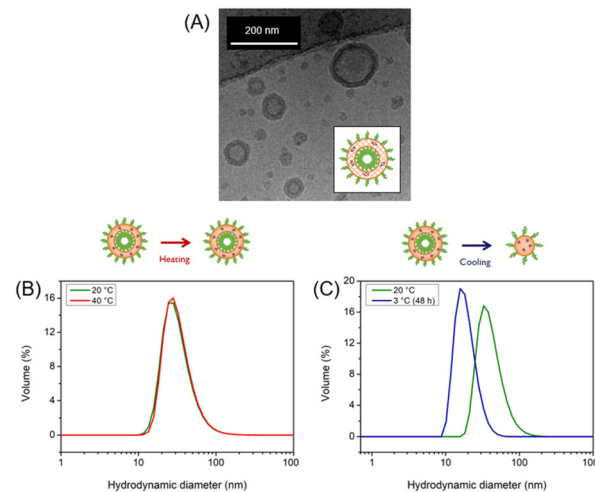 (A)
200 nm
Heating
Cooling
(B)
20 °C
40 °C
16
12
8
4
0
Volume (%)
1
10
100
1000
Hydrodynamic diameter (nm)
(C)
20 °C
3 °C (48 h)
20
16
12
8
4
0
Volume (%)
1
10
100
1000
Hydrodynamic diameter (nm)